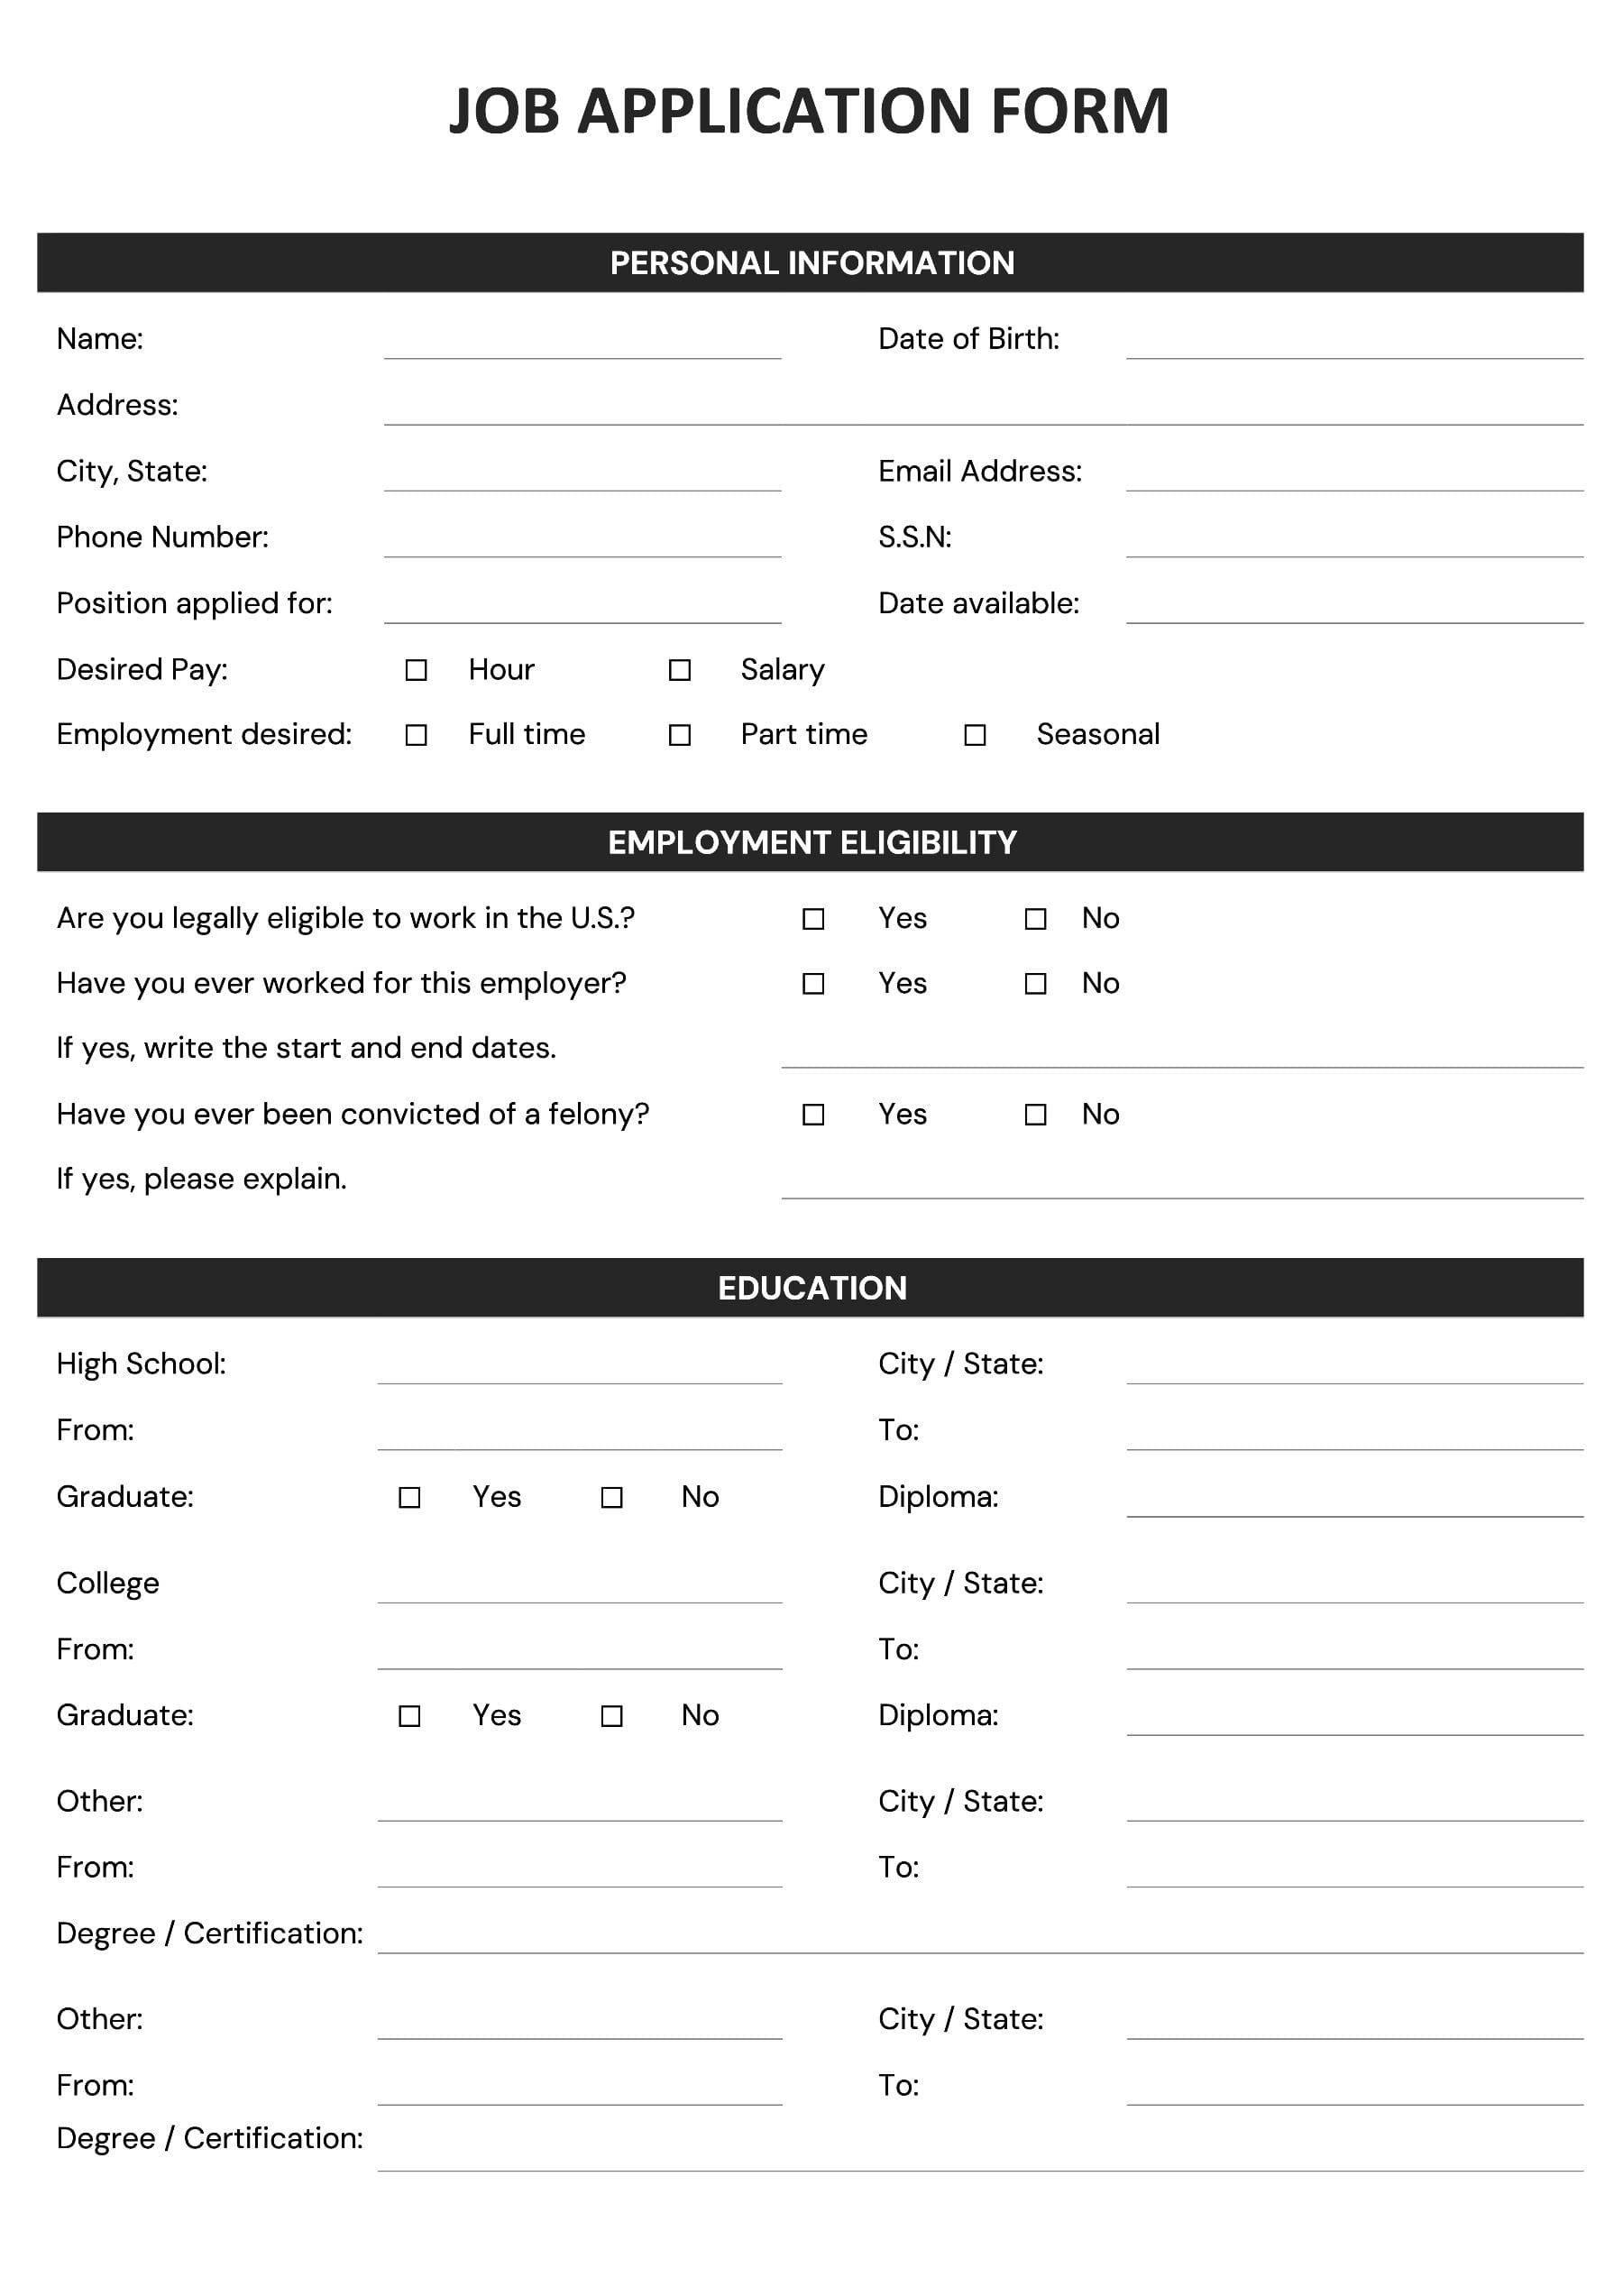 JOB APPLICATION FORM
PERSONAL INFORMATION
Name: Date of Birth:
Address:
City, State: Email Address:
Phone Number: S.S.N:
Position applied for: Date available:
Desired Pay: ☐ Hour ☐ Salary
Employment desired: ☐ Full time ☐ Part time ☐ Seasonal
EMPLOYMENT ELIGIBILITY
Are you legally eligible to work in the U.S.? ☐ Yes ☐ No
Have you ever worked for this employer? ☐ Yes ☐ No
If yes, write the start and end dates.
Have you ever been convicted of a felony? ☐ Yes ☐ No
If yes, please explain.
EDUCATION
High School: City / State:
From: To:
Graduate: ☐ Yes ☐ No Diploma:
College City / State:
From: To:
Graduate: ☐ Yes ☐ No Diploma:
Other: City / State:
From: To:
Degree / Certification:
Other: City / State:
From: To:
Degree / Certification: